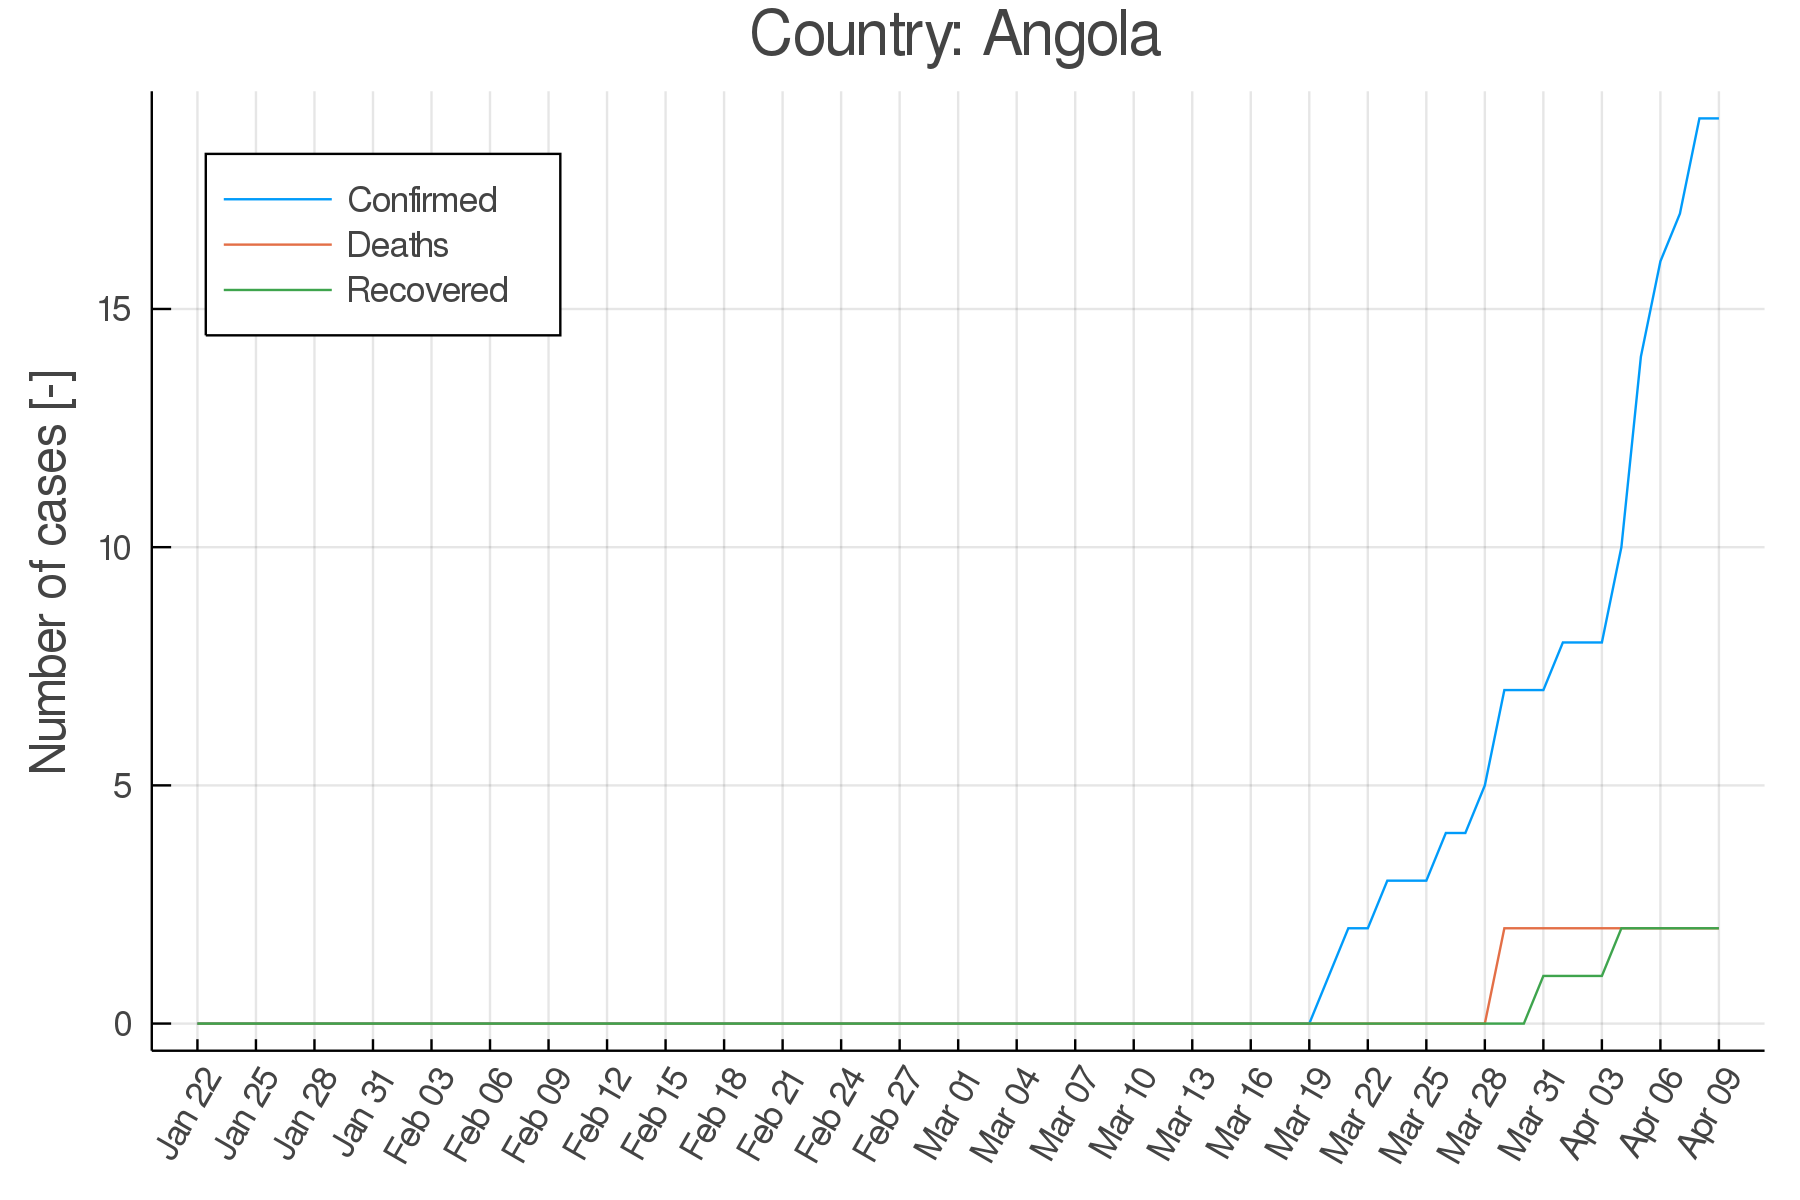 Country: Angola
Confirmed
Deaths
Recovered
Number of cases [-]
15
10
5
0
Jan 22
Jan 25
Jan 28
Jan 31
Feb 03
Feb 06
Feb 09
Feb 12
Feb 15
Feb 18
Feb 21
Feb 24
Feb 27
Mar 01
Mar 04
Mar 07
Mar 10
Mar 13
Mar 16
Mar 19
Mar 22
Mar 25
Mar 28
Mar 31
Apr 03
Apr 06
Apr 09